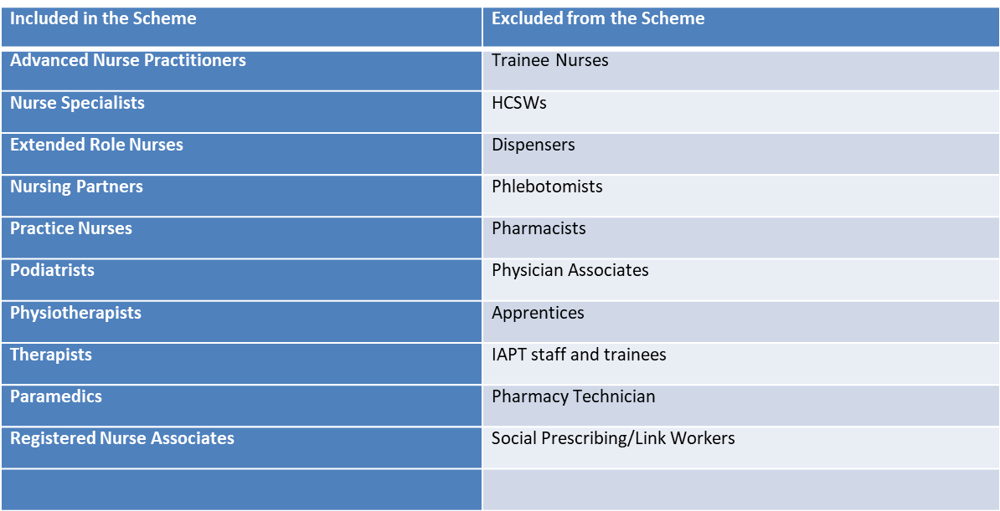 Included in the Scheme
Excluded from the Scheme
Advanced Nurse Practitioners
Trainee Nurses
Nurse Specialists
HCSWs
Extended Role Nurses
Dispensers
Nursing Partners
Phlebotomists
Practice Nurses
Pharmacists
Podiatrists
Physician Associates
Physiotherapists
Apprentices
Therapists
IAPT staff and trainees
Paramedics
Pharmacy Technician
Registered Nurse Associates
Social Prescribing/Link Workers